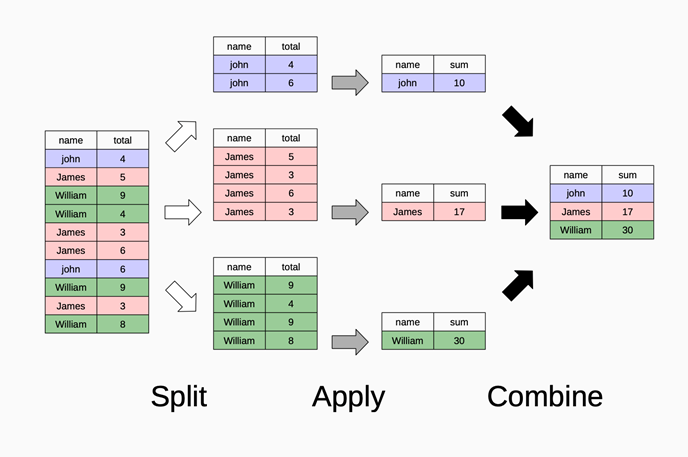 name total
john 4
James 5
William 9
William 4
James 3
James 6
john 6
William 9
James 3
William 8
name total
john 4
john 6
name total
James 5
James 3
James 6
James 3
name total
William 9
William 4
William 9
William 8
name sum
john 10
name sum
James 17
name sum
William 30
name sum
john 10
James 17
William 30
Split Apply Combine